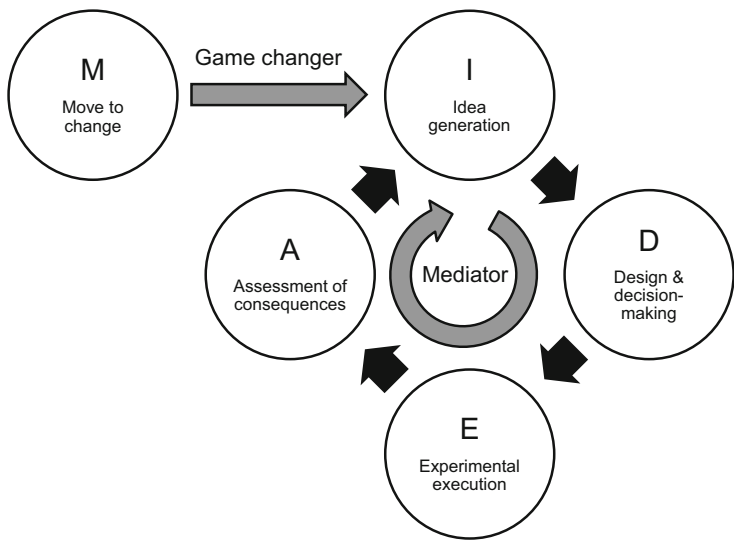 M
Move to
change
Game changer
I
Idea
generation
A
Assessment of
consequences
Mediator
D
Design &
decision-
making
E
Experimental
execution